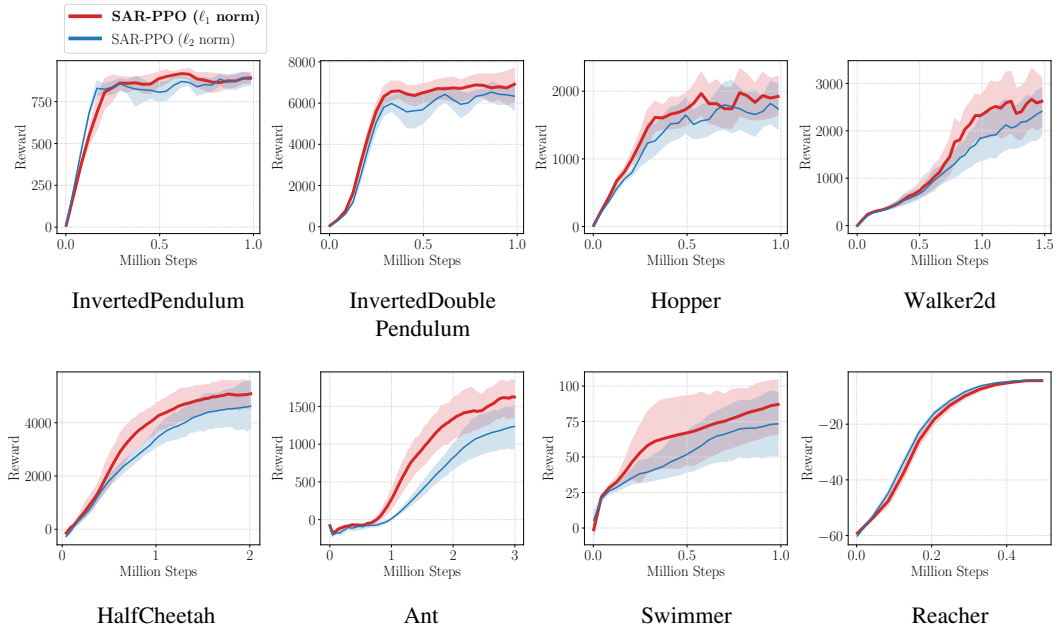 SAR-PPO (ℓ₁ norm)
SAR-PPO (ℓ₂ norm)
Reward
750
500
250
0
0.0 0.5 1.0
Million Steps
InvertedPendulum
Reward
8000
6000
4000
2000
0
0.0 0.5 1.0
Million Steps
InvertedDouble
Pendulum
Reward
2000
1000
0
0.0 0.5 1.0
Million Steps
Hopper
Reward
3000
2000
1000
0
0.0 0.5 1.0 1.5
Million Steps
Walker2d
Reward
4000
2000
0
0 1 2
Million Steps
HalfCheetah
Reward
1500
1000
500
0
0 1 2 3
Million Steps
Ant
Reward
100
75
50
25
0
0.0 0.5 1.0
Million Steps
Swimmer
Reward
−20
−40
−60
0.0 0.2 0.4
Million Steps
Reacher